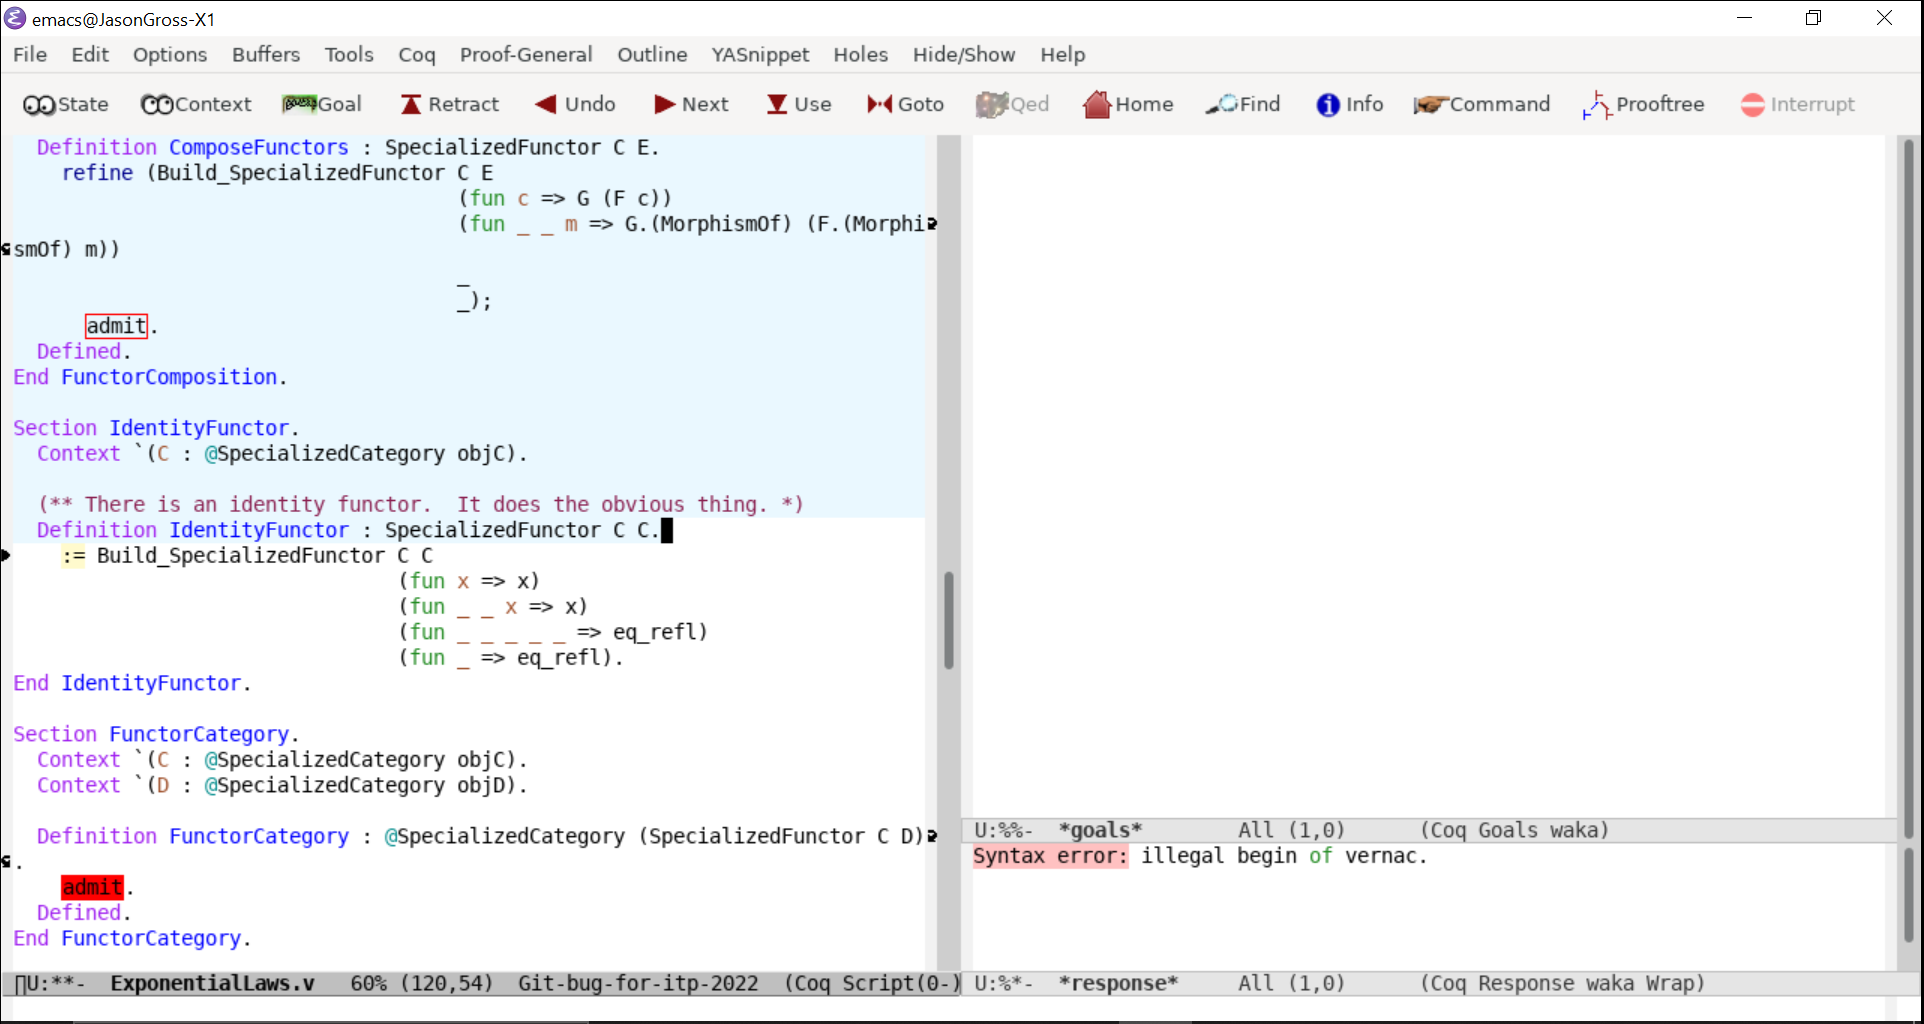 emacs@JasonGross-X1
File Edit Options Buffers Tools Coq Proof-General Outline YASnippet Holes Hide/Show Help
State Context Goal Retract Undo Next Use Goto Qed Home Find Info Command Prooftree Interrupt
Definition ComposeFunctors : SpecializedFunctor C E.
refine (Build_SpecializedFunctor C E
(fun c => G (F c))
(fun _ _ m => G.(MorphismOf) (F.(Morphi
smOf) m))
_
_);
admit.
Defined.
End FunctorComposition.
Section IdentityFunctor.
Context `(C : @SpecializedCategory objC).
(** There is an identity functor.  It does the obvious thing. *)
Definition IdentityFunctor : SpecializedFunctor C C.
:= Build_SpecializedFunctor C C
(fun x => x)
(fun _ _ x => x)
(fun _ _ _ _ _ => eq_refl)
(fun _ => eq_refl).
End IdentityFunctor.
Section FunctorCategory.
Context `(C : @SpecializedCategory objC).
Context `(D : @SpecializedCategory objD).
Definition FunctorCategory : @SpecializedCategory (SpecializedFunctor C D)
.
admit.
Defined.
End FunctorCategory.
U:**-  ExponentialLaws.v   60% (120,54)  Git-bug-for-itp-2022  (Coq Script(0-)
U:%%-  *goals*        All (1,0)      (Coq Goals waka)
Syntax error: illegal begin of vernac.
U:%*-  *response*     All (1,0)      (Coq Response waka Wrap)